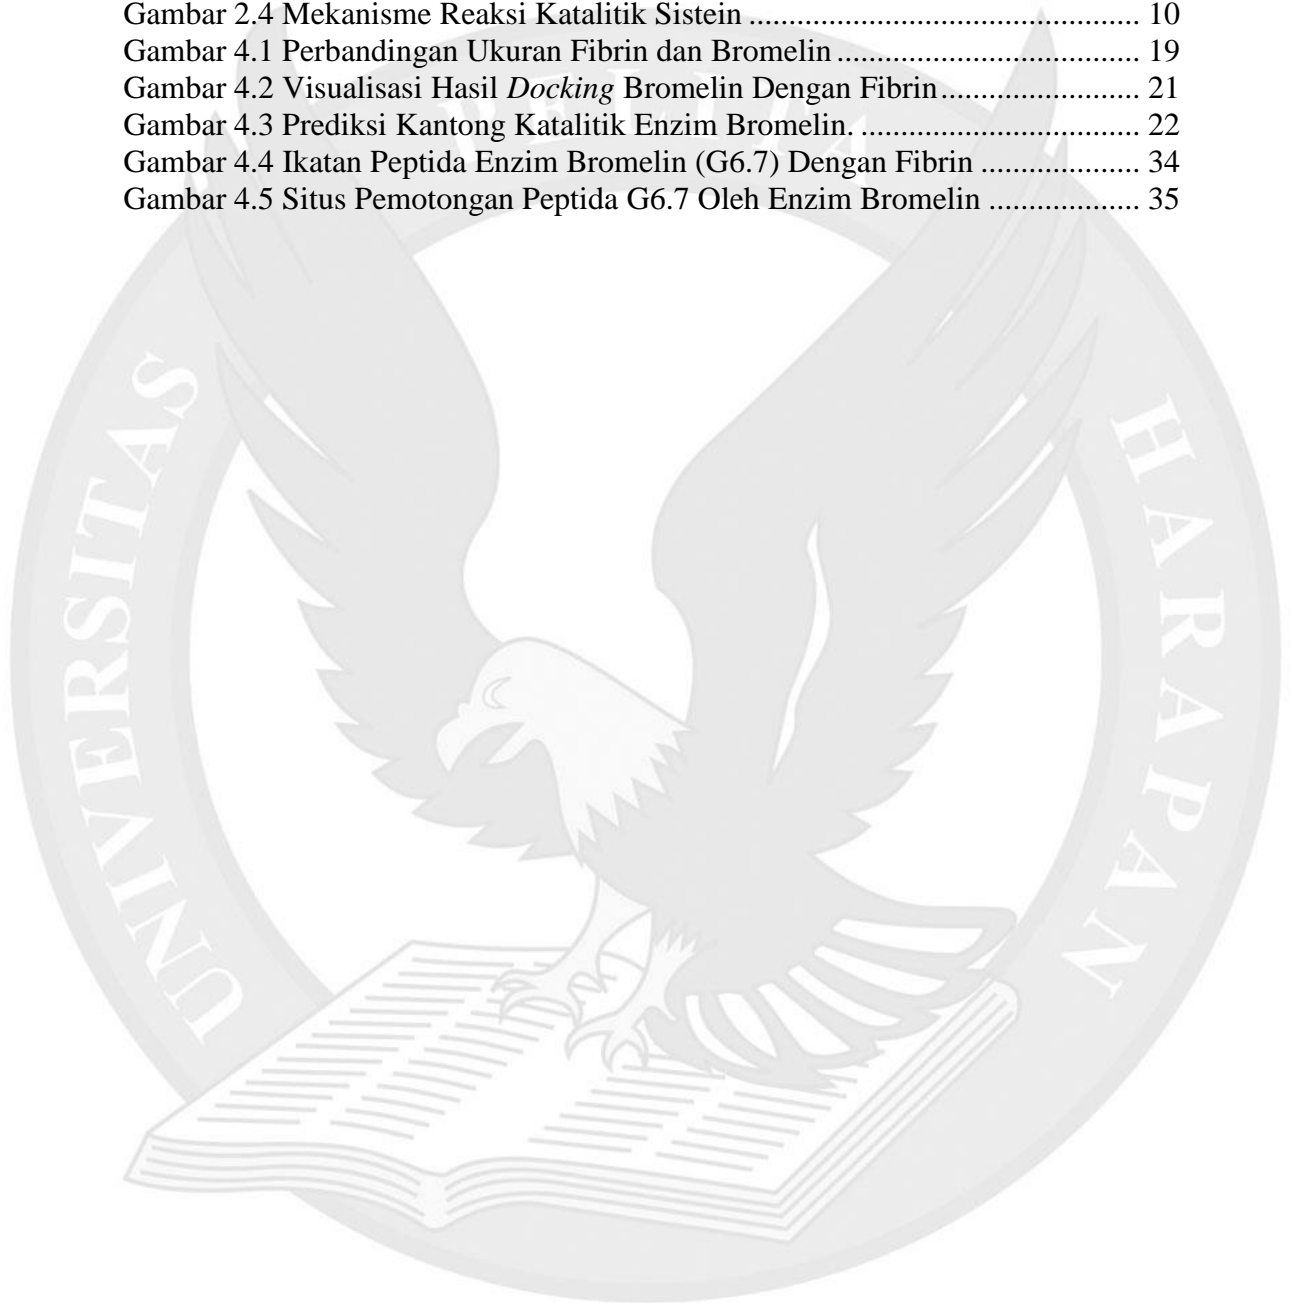 Gambar 2.4 Mekanisme Reaksi Katalitik Sistein ........................................... 10
Gambar 4.1 Perbandingan Ukuran Fibrin dan Bromelin ................................. 19
Gambar 4.2 Visualisasi Hasil Docking Bromelin Dengan Fibrin ...................... 21
Gambar 4.3 Prediksi Kantong Katalitik Enzim Bromelin. .............................. 22
Gambar 4.4 Ikatan Peptida Enzim Bromelin (G6.7) Dengan Fibrin .................. 34
Gambar 4.5 Situs Pemotongan Peptida G6.7 Oleh Enzim Bromelin .................. 35
UNIVERSITAS
PELITA
HARAPAN